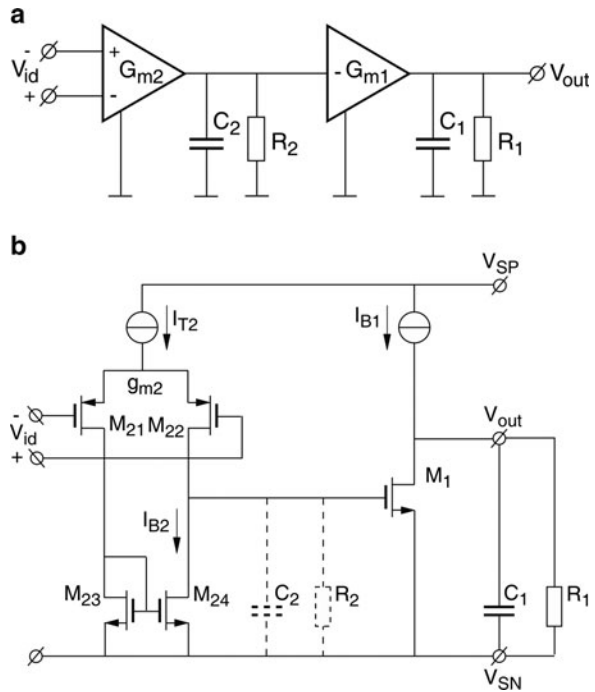 a
- + G_m2 - G_m1 V_out
V_id
+ -
C_2 R_2 C_1 R_1
b
V_SP
I_T2 I_B1
g_m2
- V_out
V_id M_21 M_22
+ M_1
I_B2
M_23 M_24 C_2 R_2 C_1 R_1
V_SN